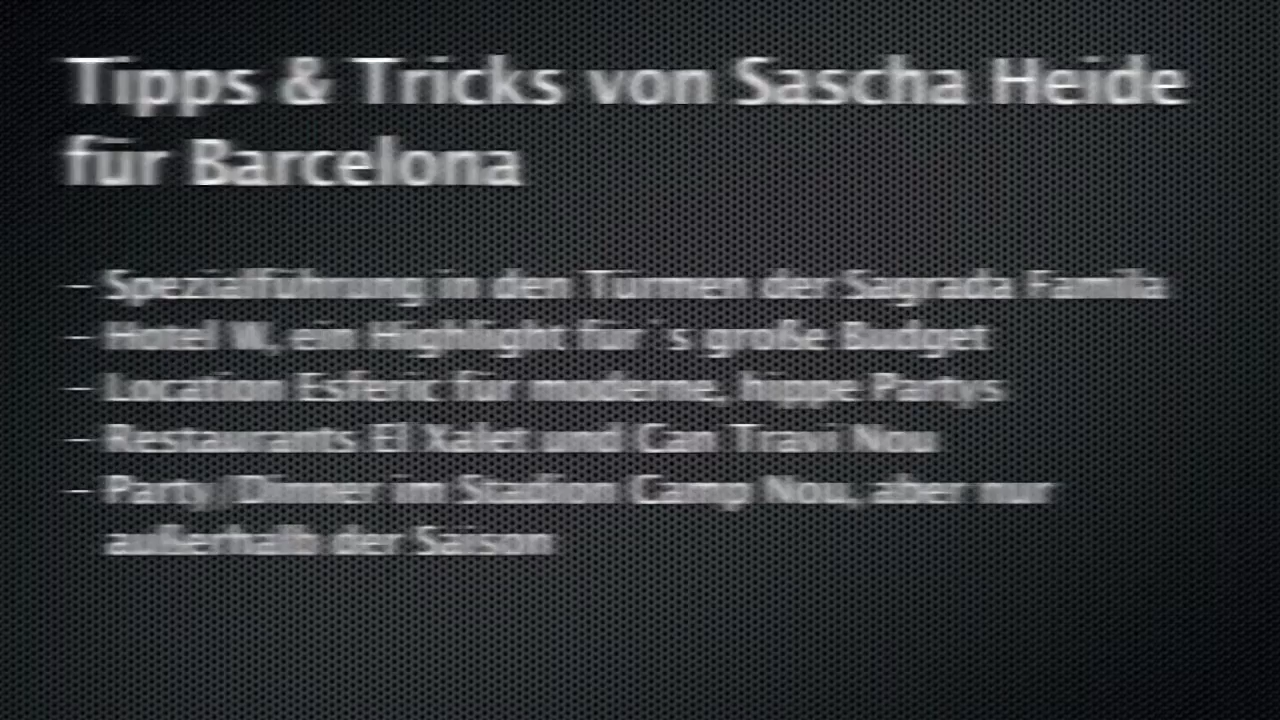 Tipps & Tricks von Sascha Heide
für Barcelona
– Spezialführung in den Türmen der Sagrada Familia
– Hotel W, ein Highlight für´s große Budget
– Location Esferic für moderne, hippe Partys
– Restaurants El Xalet und Can Travi Nou
– Party/Dinner im Stadion Camp Nou, aber nur
außerhalb der Saison